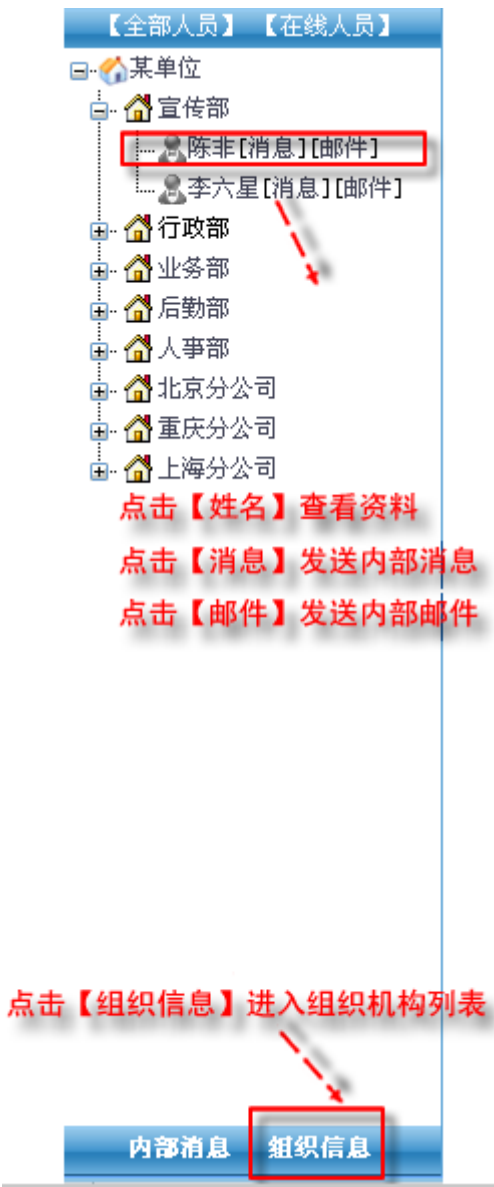 【全部人员】 【在线人员】
某单位
宣传部
陈非[消息][邮件]
李六星[消息][邮件]
行政部
业务部
后勤部
人事部
北京分公司
重庆分公司
上海分公司
点击【姓名】查看资料
点击【消息】发送内部消息
点击【邮件】发送内部邮件
点击【组织信息】进入组织机构列表
内部消息 组织信息